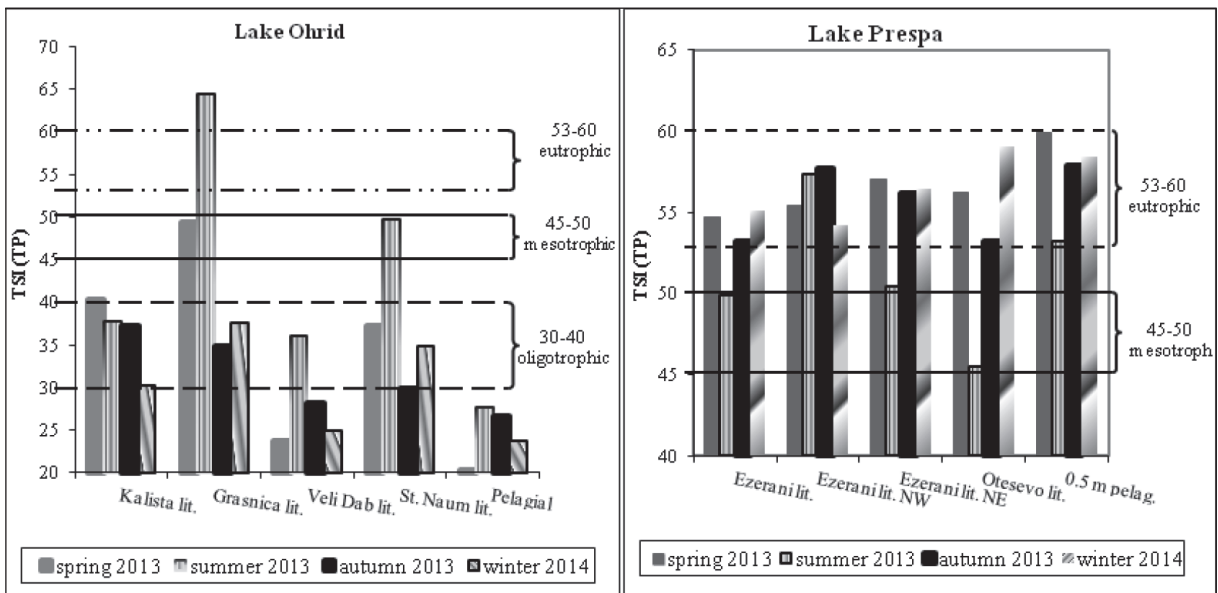 Lake Ohrid
TSI (TP)
70
65
60
55
50
45
40
35
30
25
20
53-60
eutrophic
45-50
mesotrophic
30-40
oligotrophic
Kalista lit.
Grasnica lit.
Veli Dab lit.
St. Naum lit.
Pelagial
spring 2013 summer 2013 autumn 2013 winter 2014
Lake Prespa
TSI (TP)
65
60
55
50
45
40
53-60
eutrophic
45-50
mesotroph
Ezerani lit.
Ezerani lit. NW
Ezerani lit. NE
Otesevo lit.
0.5 m pelag.
spring 2013 summer 2013 autumn 2013 winter 2014